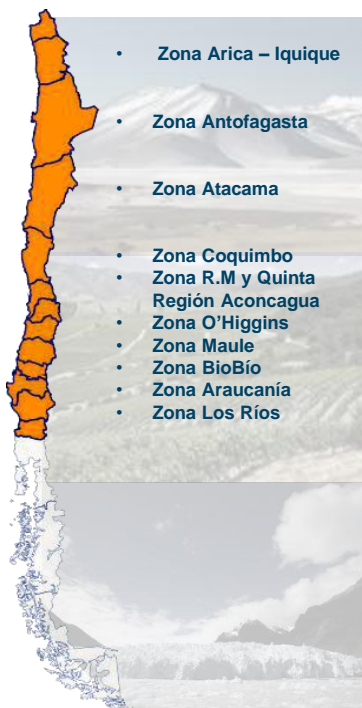 • Zona Arica – Iquique
• Zona Antofagasta
• Zona Atacama
• Zona Coquimbo
• Zona R.M y Quinta
Región Aconcagua
• Zona O’Higgins
• Zona Maule
• Zona BioBío
• Zona Araucanía
• Zona Los Ríos